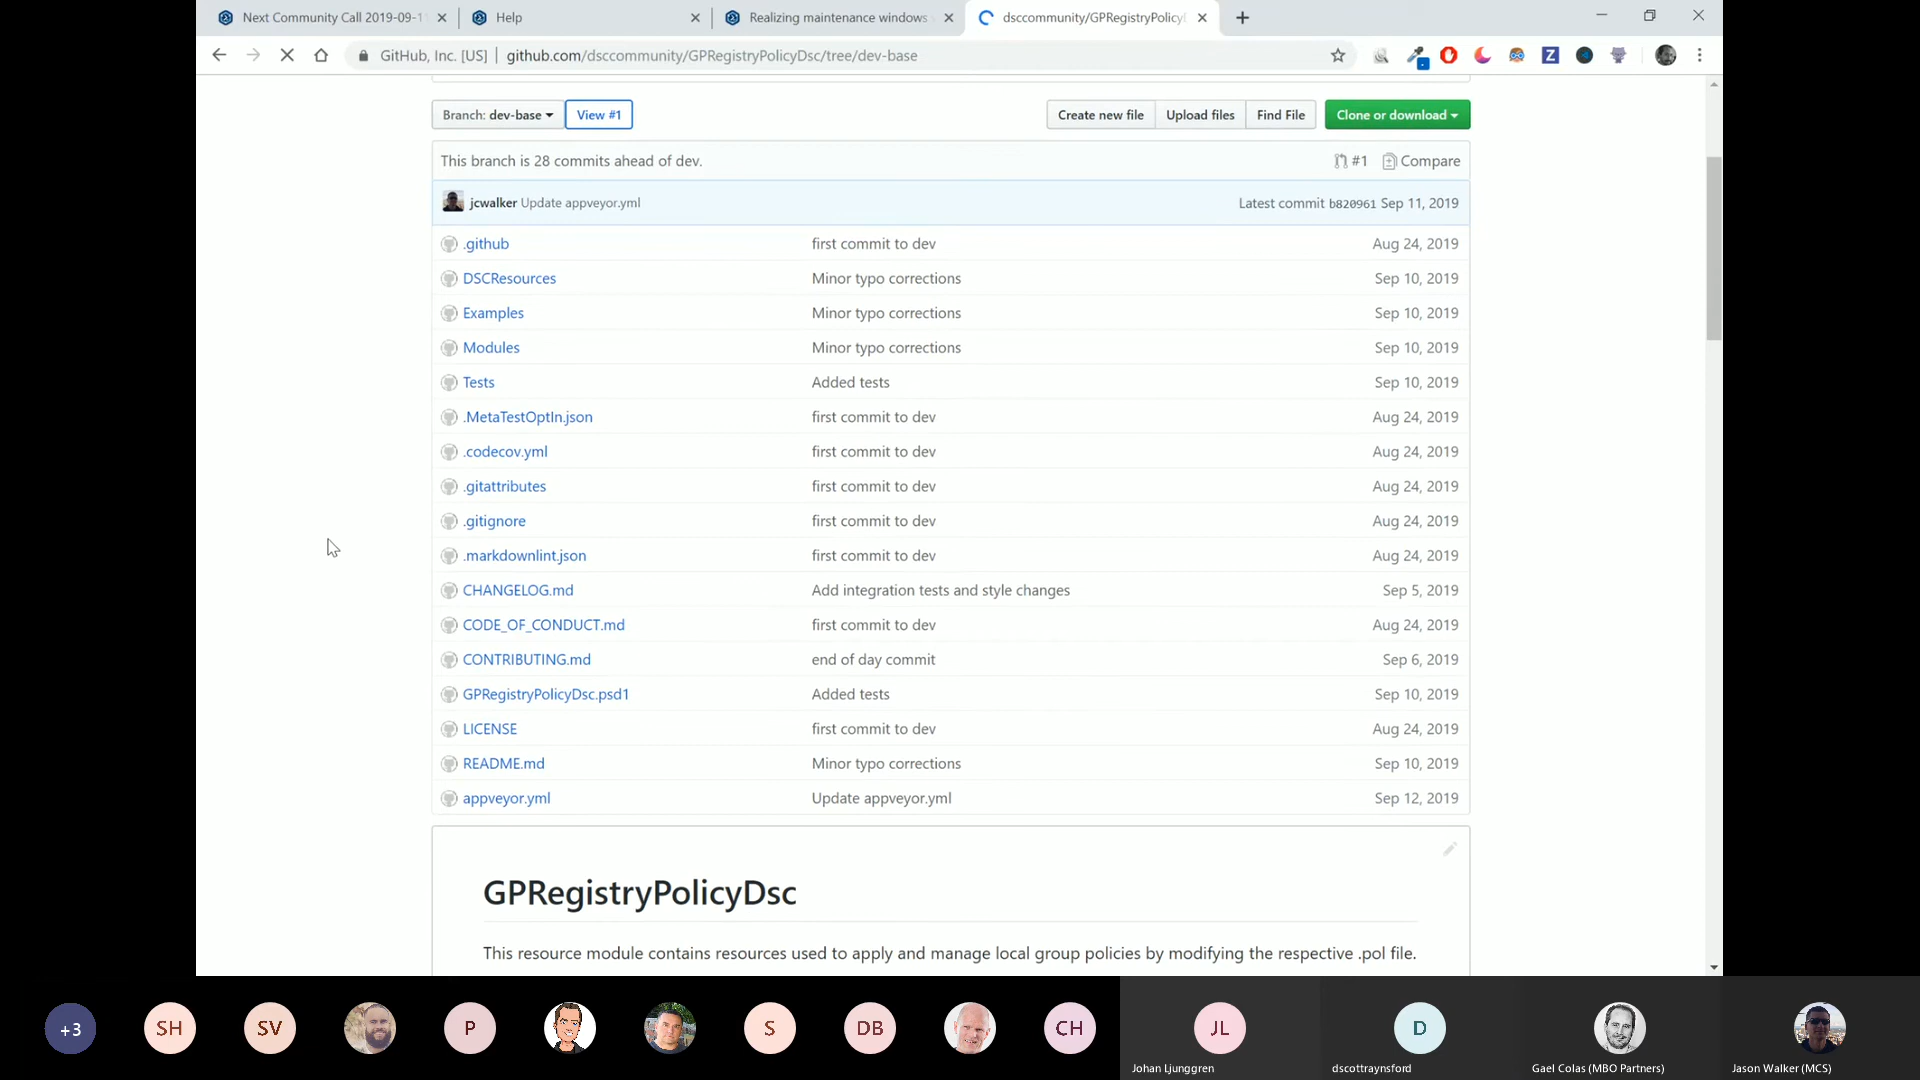 Next Community Call 2019-09-1
Help
Realizing maintenance windows
dsccommunity/GPRegistryPolicyD
GitHub, Inc. [US] | github.com/dsccommunity/GPRegistryPolicyDsc/tree/dev-base
Branch: dev-base
View #1
Create new file
Upload files
Find File
Clone or download
This branch is 28 commits ahead of dev.
#1
Compare
jcwalker Update appveyor.yml
Latest commit b820961 Sep 11, 2019
.github first commit to dev Aug 24, 2019
DSCResources Minor typo corrections Sep 10, 2019
Examples Minor typo corrections Sep 10, 2019
Modules Minor typo corrections Sep 10, 2019
Tests Added tests Sep 10, 2019
.MetaTestOptIn.json first commit to dev Aug 24, 2019
.codecov.yml first commit to dev Aug 24, 2019
.gitattributes first commit to dev Aug 24, 2019
.gitignore first commit to dev Aug 24, 2019
.markdownlint.json first commit to dev Aug 24, 2019
CHANGELOG.md Add integration tests and style changes Sep 5, 2019
CODE_OF_CONDUCT.md first commit to dev Aug 24, 2019
CONTRIBUTING.md end of day commit Sep 6, 2019
GPRegistryPolicyDsc.psd1 Added tests Sep 10, 2019
LICENSE first commit to dev Aug 24, 2019
README.md Minor typo corrections Sep 10, 2019
appveyor.yml Update appveyor.yml Sep 12, 2019
GPRegistryPolicyDsc
This resource module contains resources used to apply and manage local group policies by modifying the respective .pol file.
+3
SH
SV
P
S
DB
CH
JL
D
Johan Ljunggren
dscottraynsford
Gael Colas (MBO Partners)
Jason Walker (MCS)